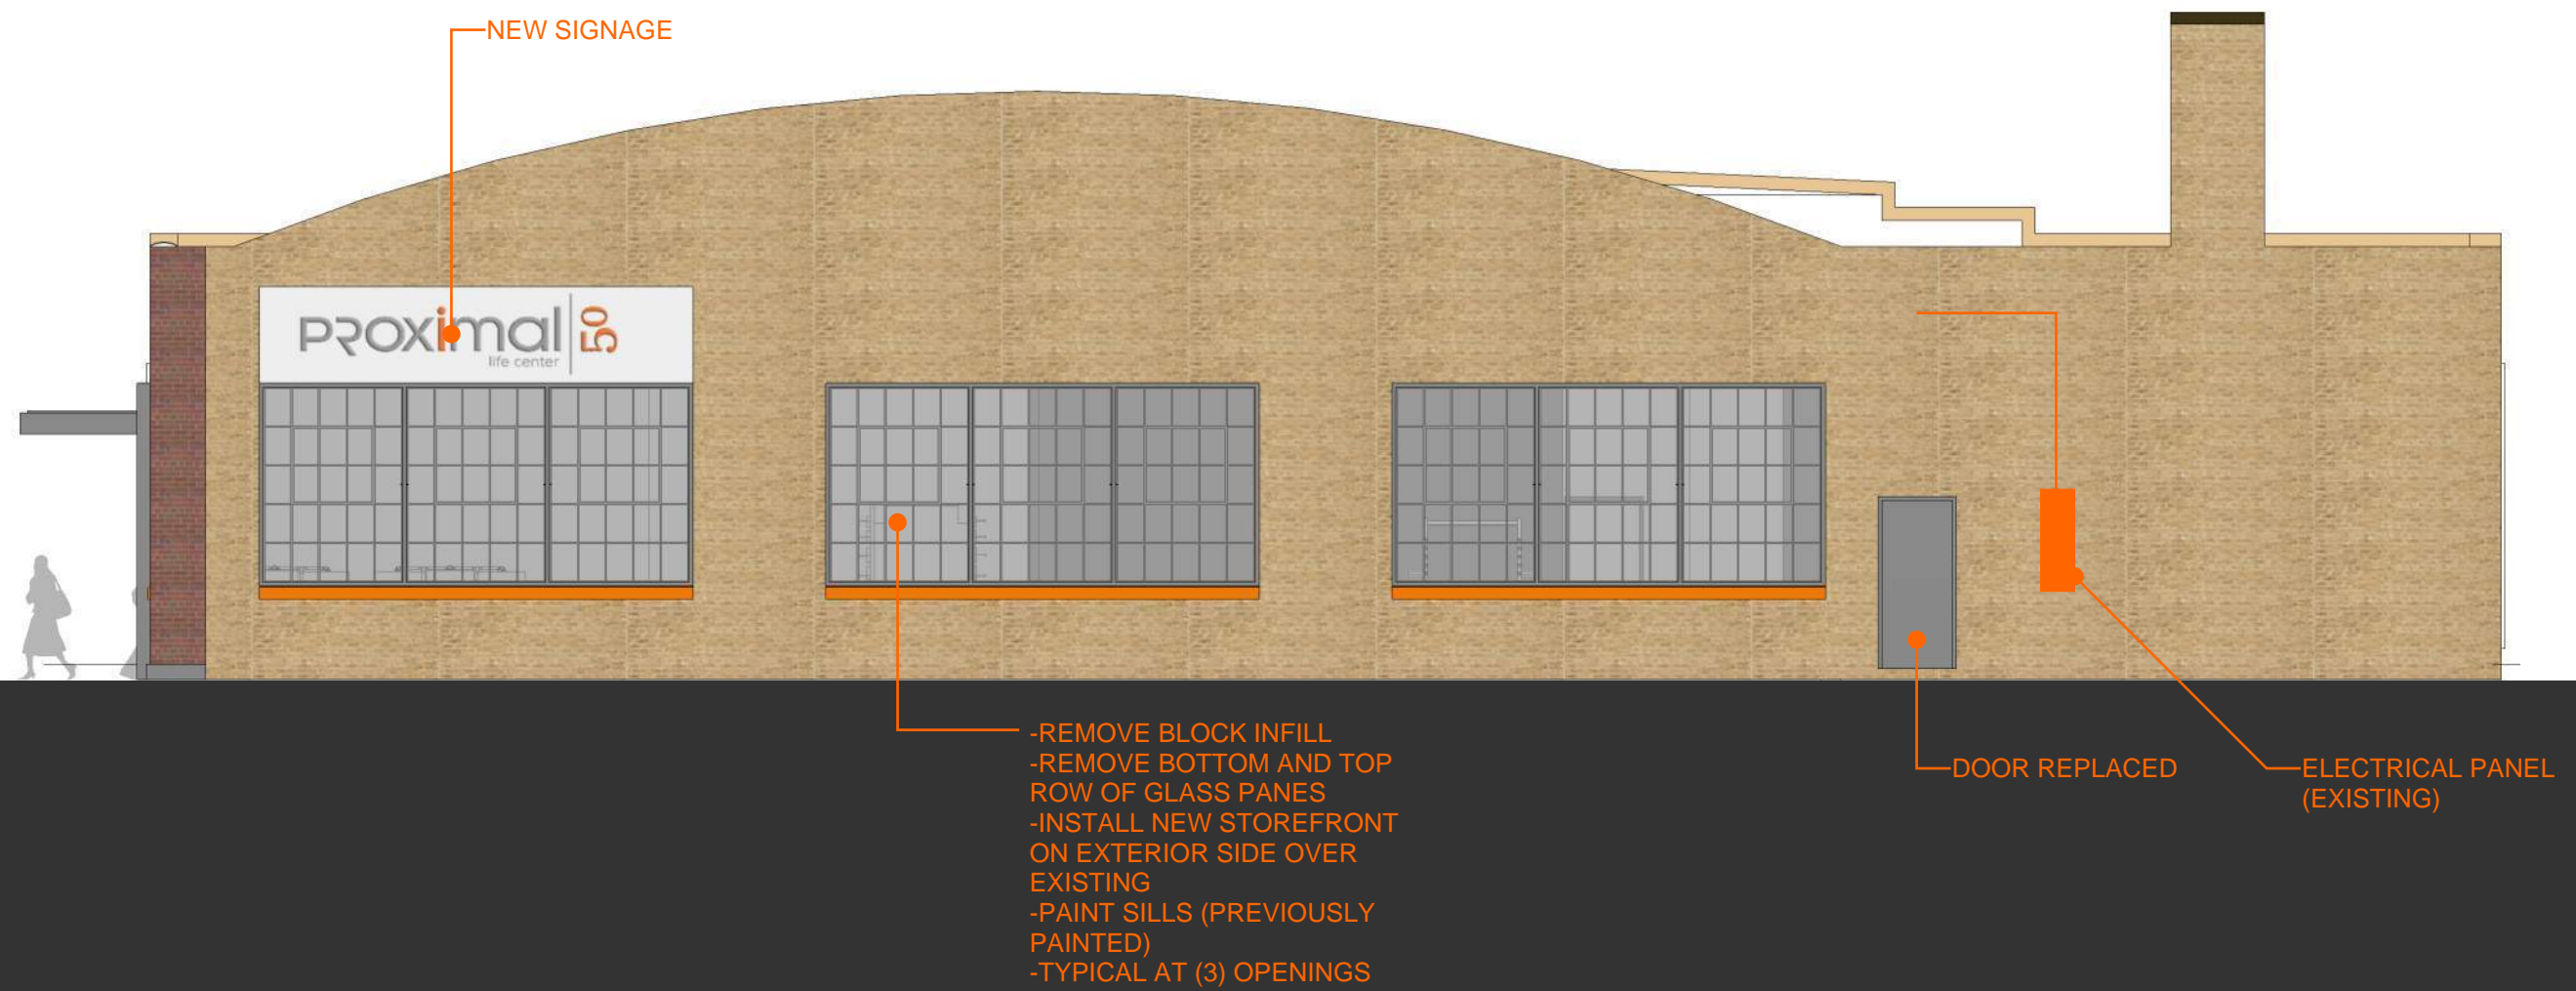 NEW SIGNAGE
PROximal
50
life center
-REMOVE BLOCK INFILL
-REMOVE BOTTOM AND TOP
ROW OF GLASS PANES
-INSTALL NEW STOREFRONT
ON EXTERIOR SIDE OVER
EXISTING
-PAINT SILLS (PREVIOUSLY
PAINTED)
-TYPICAL AT (3) OPENINGS
DOOR REPLACED
ELECTRICAL PANEL
(EXISTING)